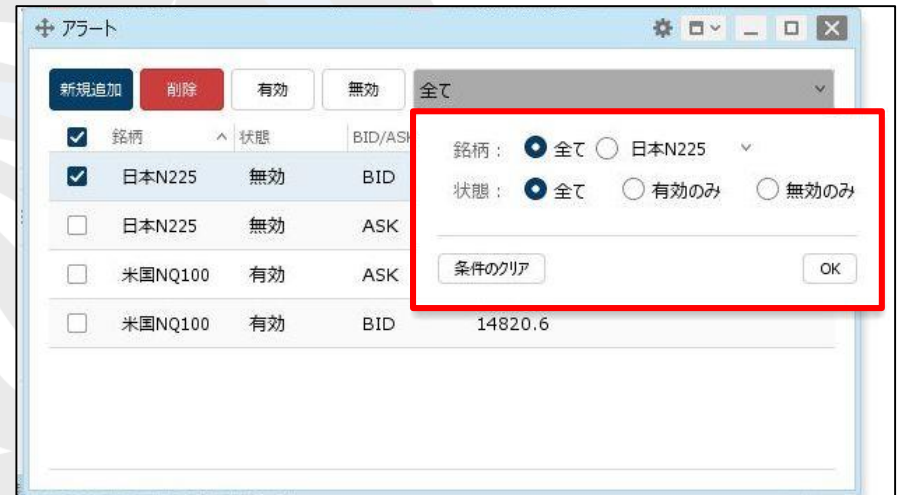 アラート
新規追加 削除 有効 無効 全て
銘柄 状態 BID/ASK
日本N225 無効 BID
日本N225 無効 ASK
米国NQ100 有効 ASK
米国NQ100 有効 BID 14820.6
銘柄： 全て 日本N225
状態： 全て 有効のみ 無効のみ
条件のクリア OK